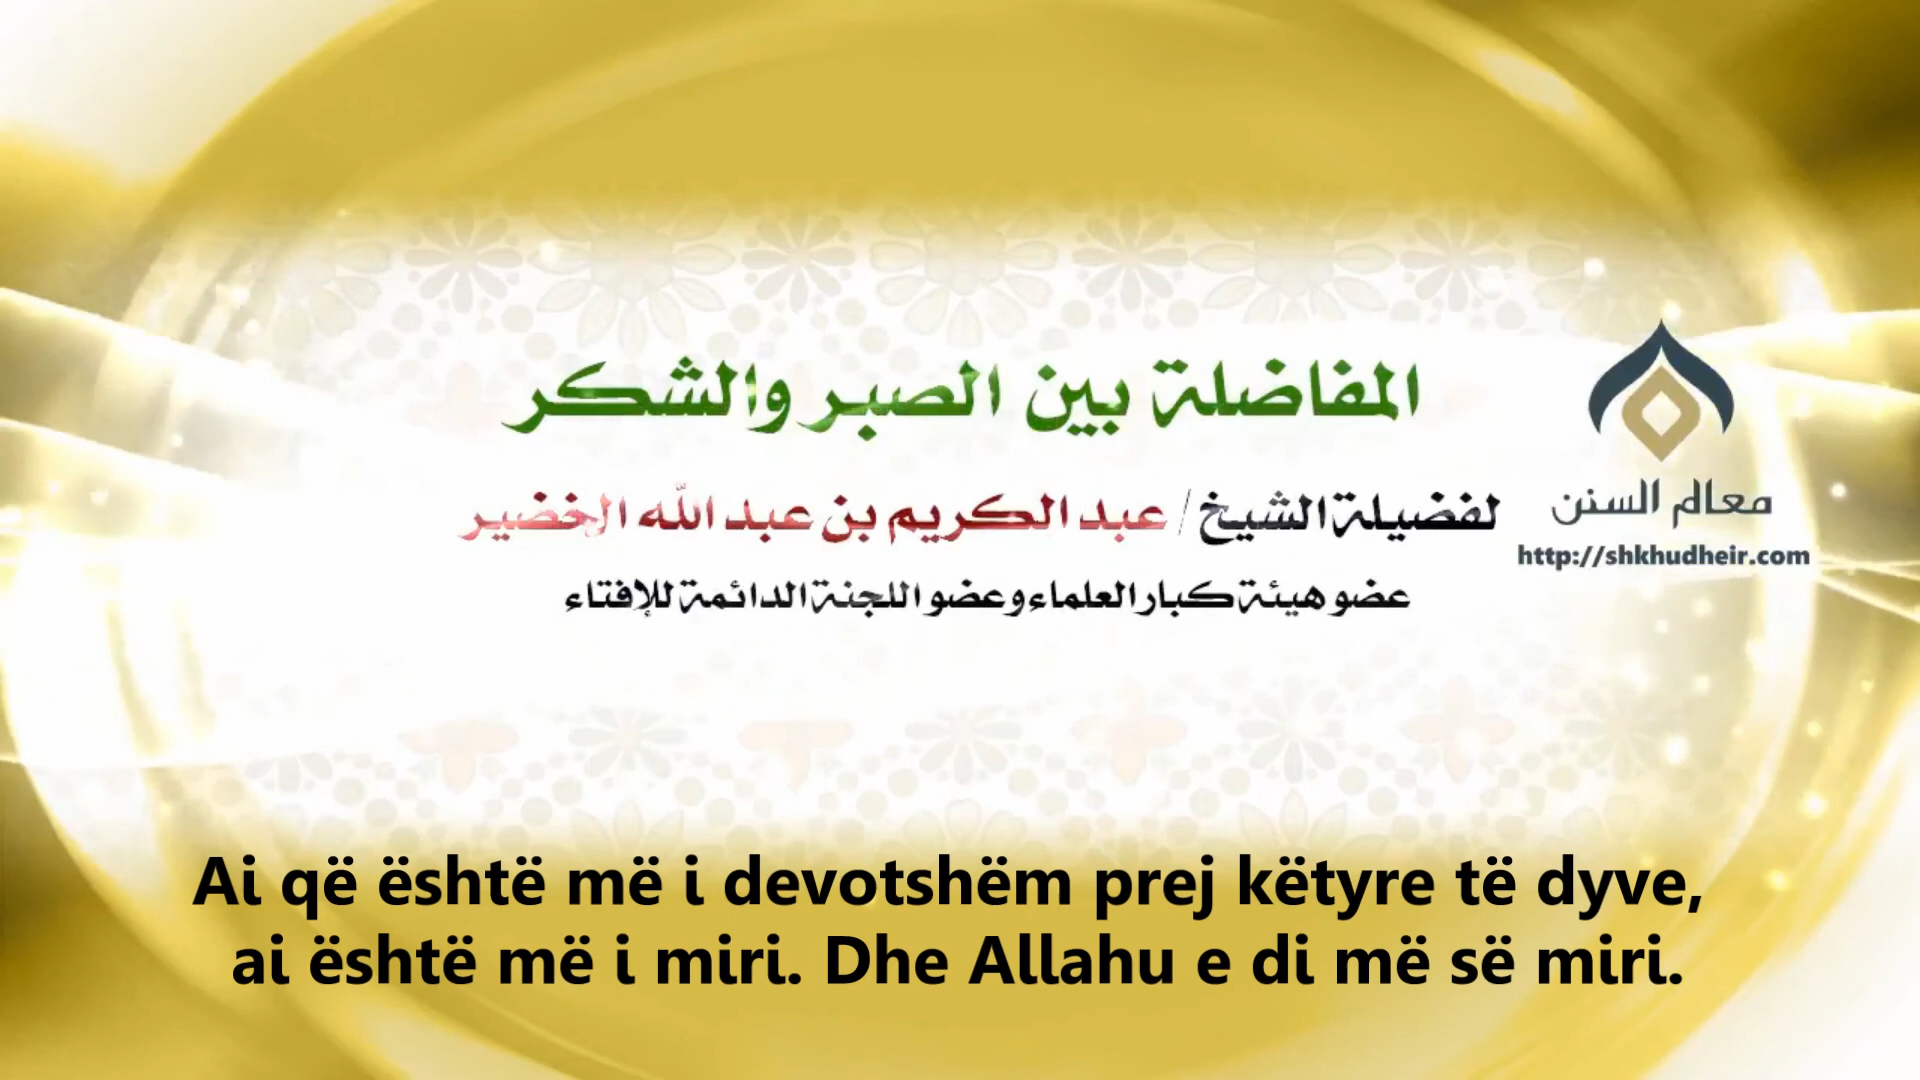 المفاضلة بين الصبر والشكر
لفضيلة الشيخ / عبد الكريم بن عبد الله الخضير
عضو هيئة كبار العلماء وعضو اللجنة الدائمة للإفتاء
معالم السنن
http://shkhudheir.com
Ai që është më i devotshëm prej këtyre të dyve,
ai është më i miri. Dhe Allahu e di më së miri.